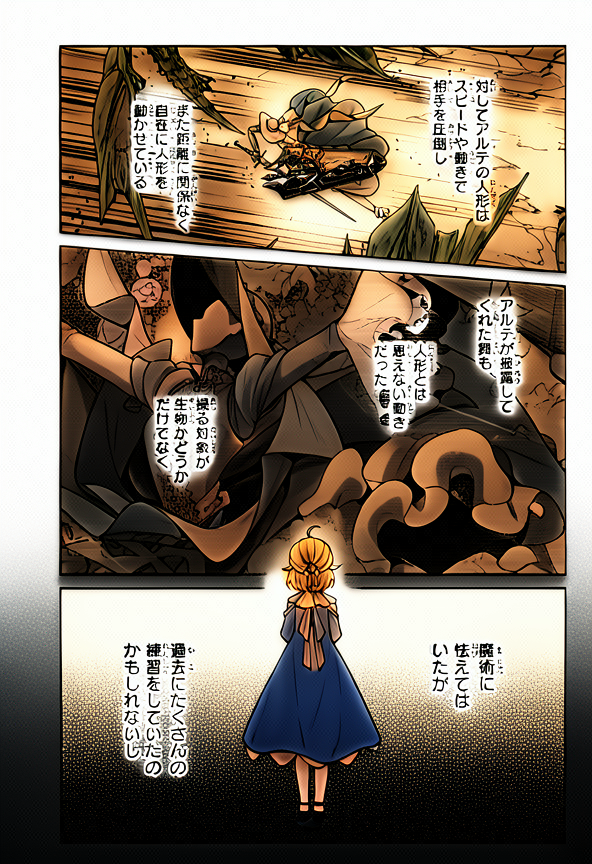 対してアルテの人形は
スピードや動きで
相手を圧倒し
また距離に関係なく
自在に人形を
動かせている
アルテが披露して
くれた舞も
人形とは
思えない動き
だった
操る対象が
生物かどうか
だけでなく
魔術に
怯えては
いたが
過去にたくさんの
練習をしていたの
かもしれないし